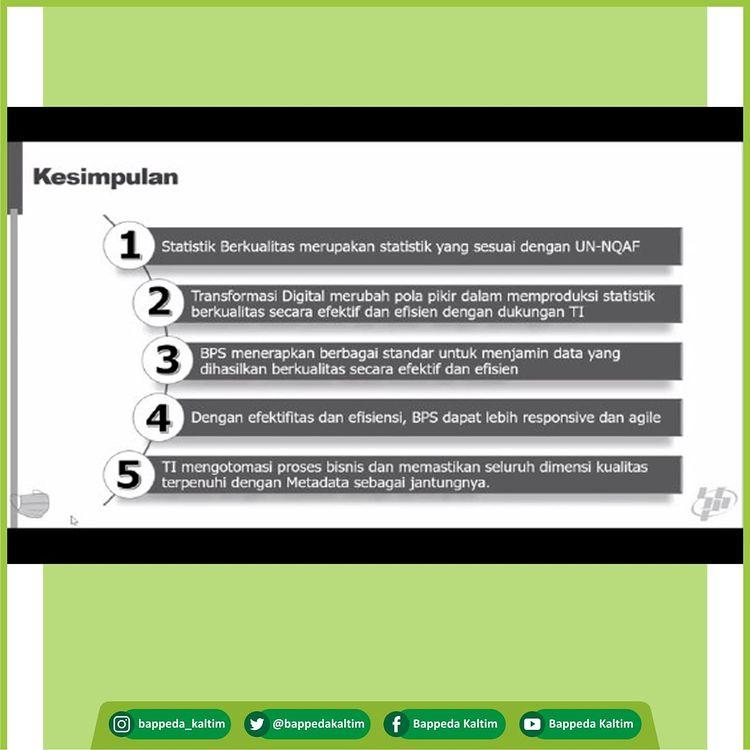 Kesimpulan
1
Statistik Berkualitas merupakan statistik yang sesuai dengan UN-NQAF
2
Transformasi Digital merubah pola pikir dalam memproduksi statistik
berkualitas secara efektif dan efisien dengan dukungan TI
3
BPS menerapkan berbagai standar untuk menjamin data yang
dihasilkan berkualitas secara efektif dan efisien
4
Dengan efektifitas dan efisiensi, BPS dapat lebih responsive dan agile
5
TI mengotomasi proses bisnis dan memastikan seluruh dimensi kualitas
terpenuhi dengan Metadata sebagai jantungnya.
bappeda_kaltim @bappedakaltim Bappeda Kaltim Bappeda Kaltim